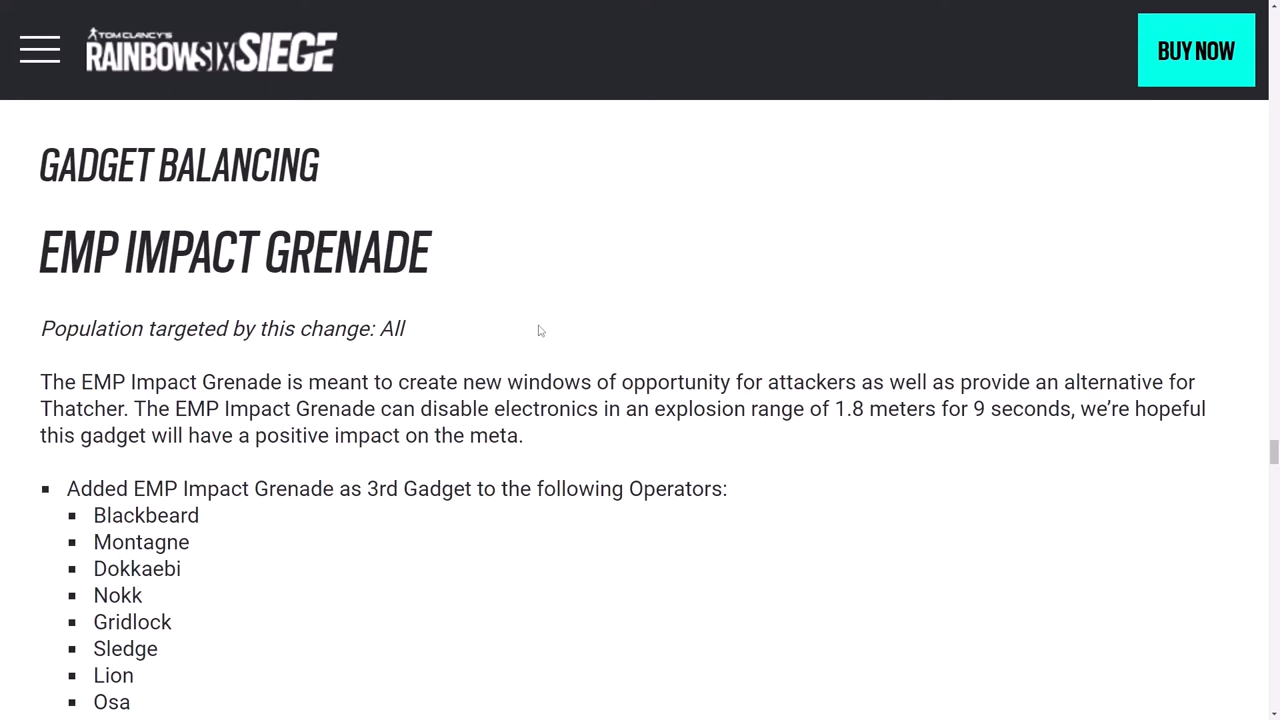 TOM CLANCY'S
RAINBOWSIX SIEGE
BUY NOW
GADGET BALANCING
EMP IMPACT GRENADE
Population targeted by this change: All
The EMP Impact Grenade is meant to create new windows of opportunity for attackers as well as provide an alternative for
Thatcher. The EMP Impact Grenade can disable electronics in an explosion range of 1.8 meters for 9 seconds, we’re hopeful
this gadget will have a positive impact on the meta.
▪ Added EMP Impact Grenade as 3rd Gadget to the following Operators:
▪ Blackbeard
▪ Montagne
▪ Dokkaebi
▪ Nokk
▪ Gridlock
▪ Sledge
▪ Lion
▪ Osa